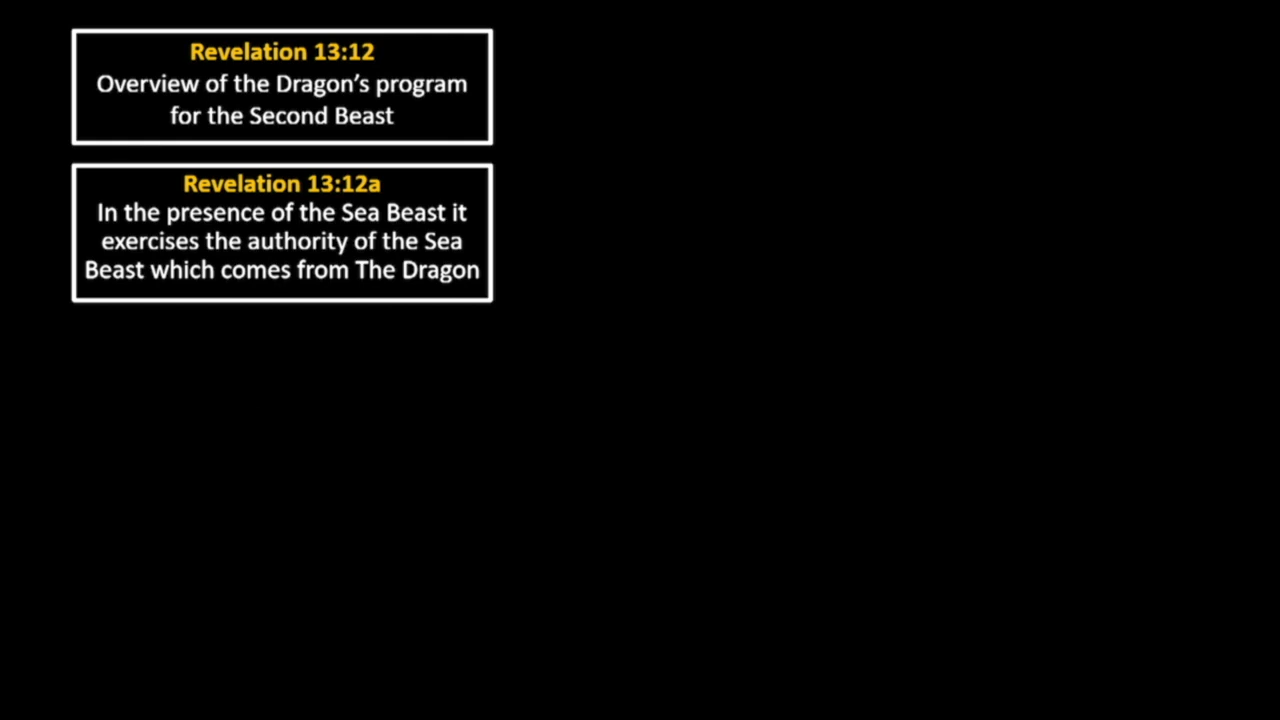 Revelation 13:12
Overview of the Dragon’s program
for the Second Beast
Revelation 13:12a
In the presence of the Sea Beast it
exercises the authority of the Sea
Beast which comes from The Dragon